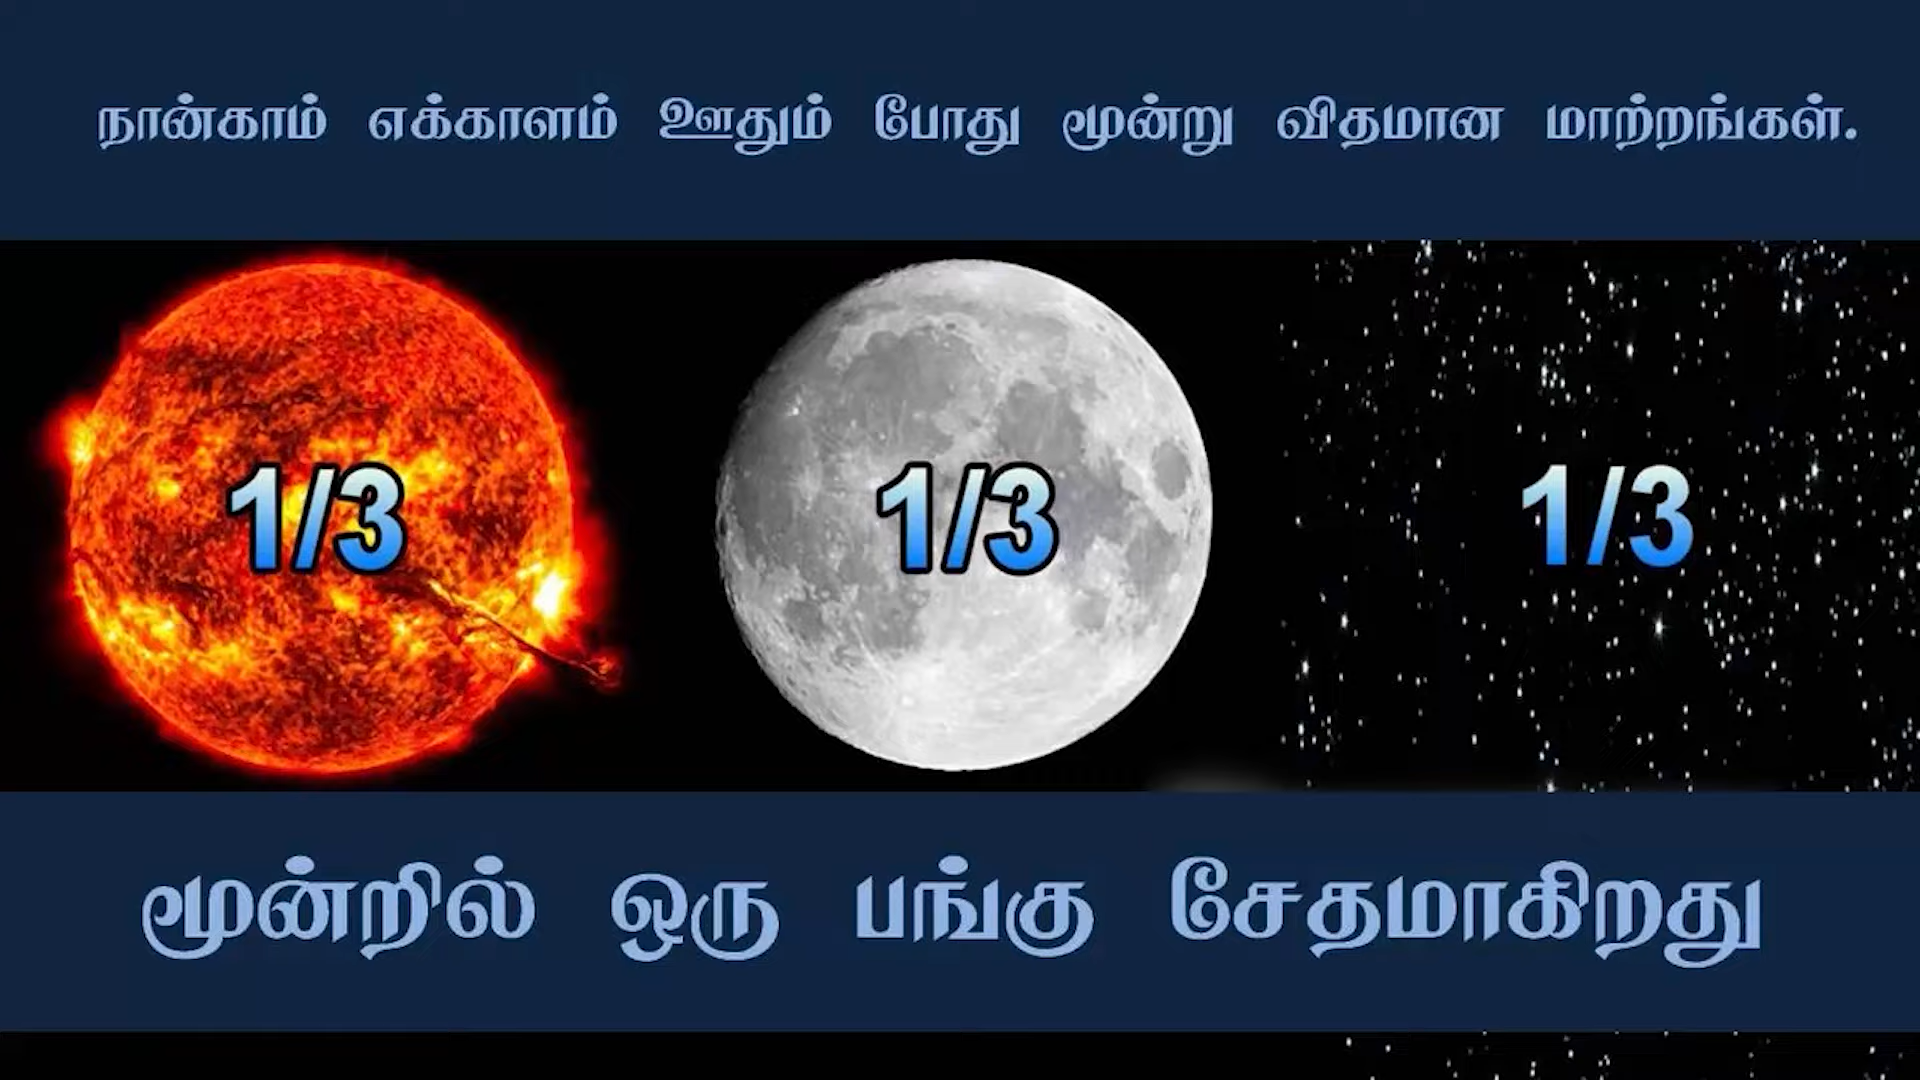 நான்காம் எக்காளம் ஊதும் போது மூன்று விதமான மாற்றங்கள்.
1/3 1/3 1/3
மூன்றில் ஒரு பங்கு சேதமாகிறது